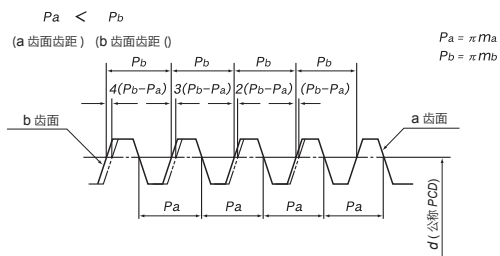 Pa < Pb
(a 齿面齿距) (b 齿面齿距 ()
Pa = πma
Pb = πmb
Pb Pb Pb Pb
4(Pb-Pa) 3(Pb-Pa) 2(Pb-Pa) (Pb-Pa)
b 齿面
a 齿面
Pa Pa Pa Pa
d (公称 PCD)